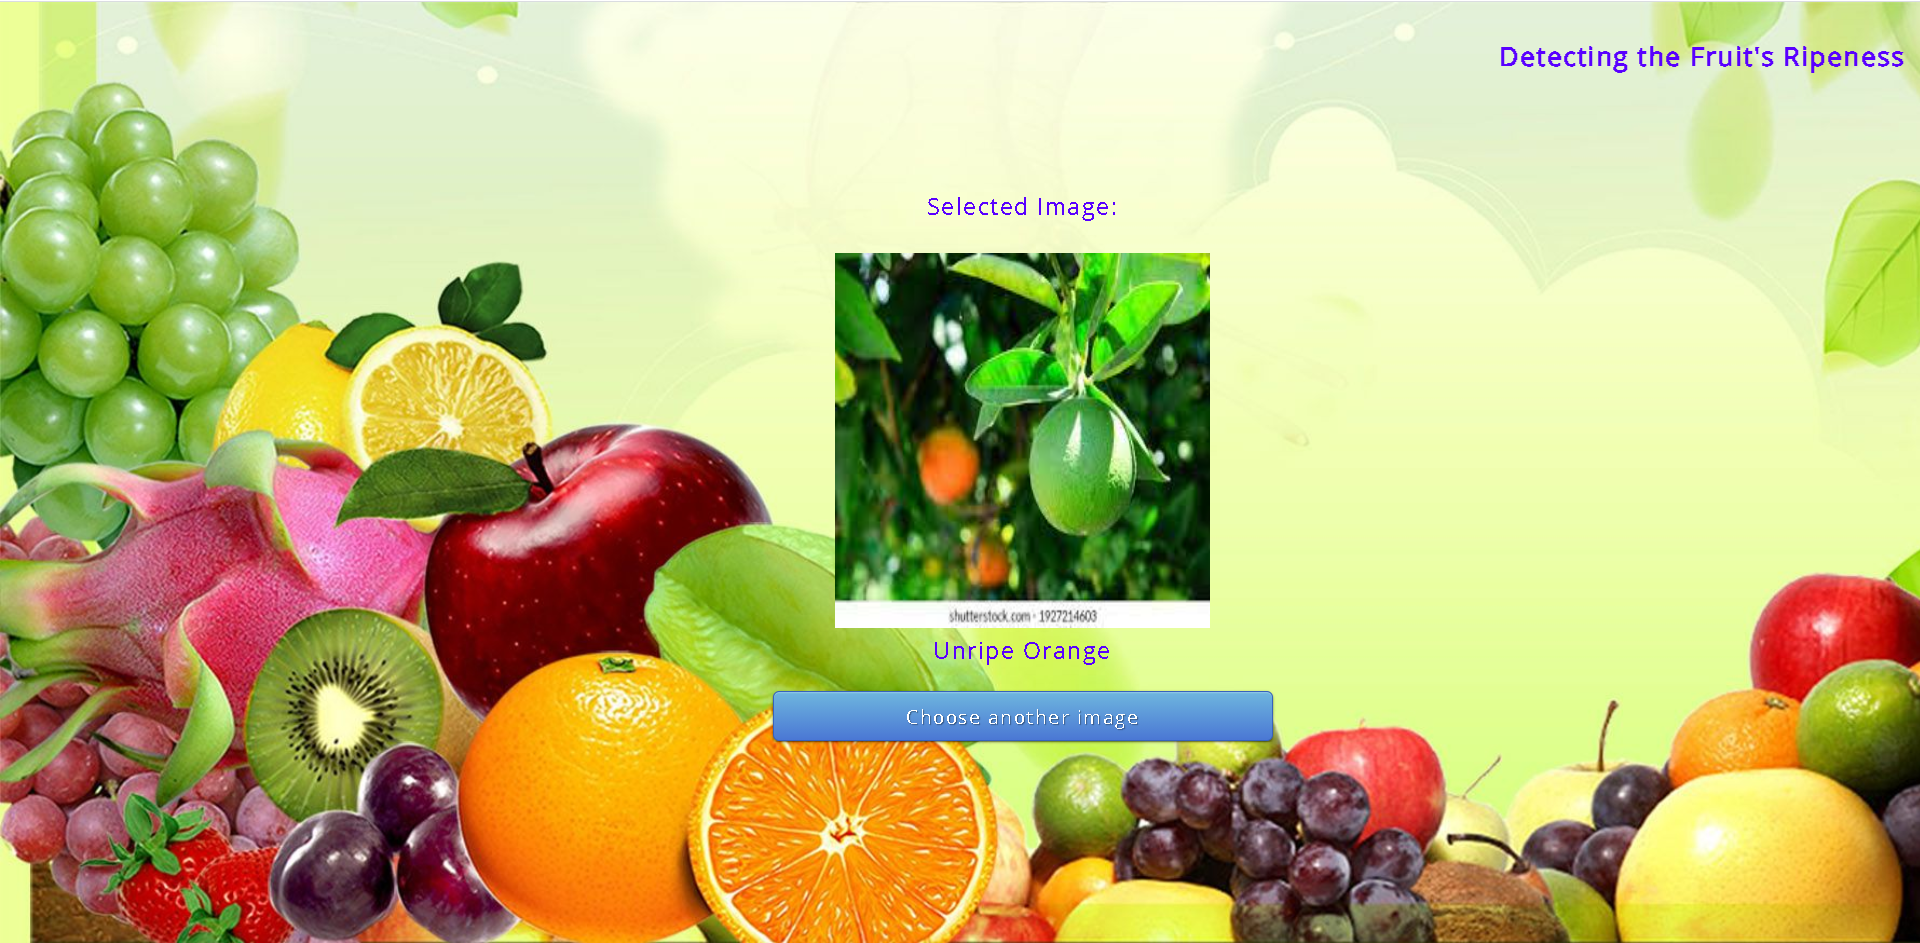 Detecting the Fruit's Ripeness
Selected Image:
shutterstock.com · 1927214603
Unripe Orange
Choose another image